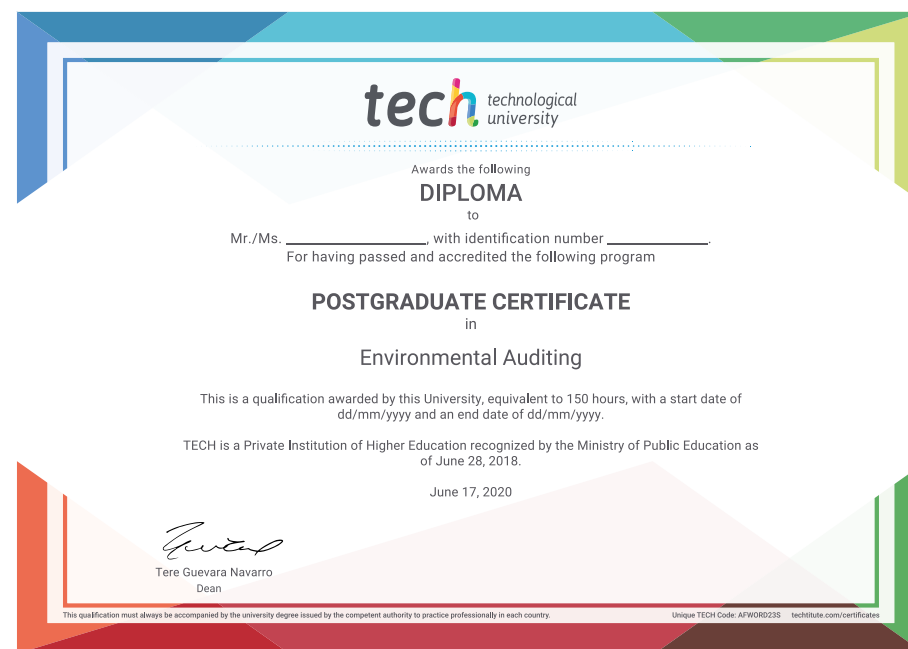 tech technological
university
Awards the following
DIPLOMA
to
Mr./Ms. ____________________, with identification number ______________.
For having passed and accredited the following program
POSTGRADUATE CERTIFICATE
in
Environmental Auditing
This is a qualification awarded by this University, equivalent to 150 hours, with a start date of
dd/mm/yyyy and an end date of dd/mm/yyyy.
TECH is a Private Institution of Higher Education recognized by the Ministry of Public Education as
of June 28, 2018.
June 17, 2020
Tere Guevara Navarro
Dean
This qualification must always be accompanied by the university degree issued by the competent authority to practice professionally in each country. Unique TECH Code: AFWORD23S techtitute.com/certificates